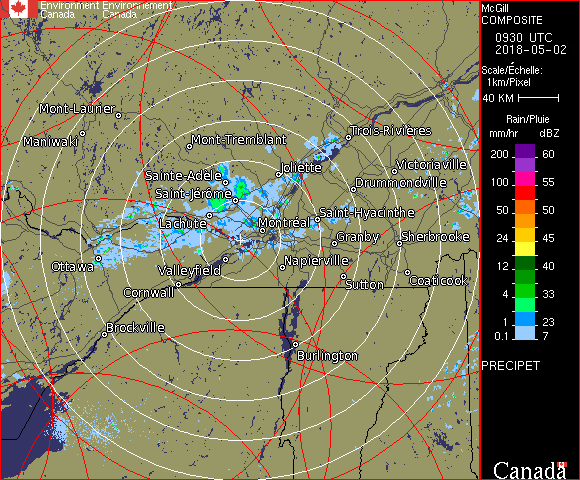 Environment Environnement
Canada Canada
McGill
COMPOSITE
0930 UTC
2018-05-02
Scale/Échelle:
1km/Pixel
40 KM
Rain/Pluie
mm/hr dBZ
200 60
100 55
50 50
24 45
12 40
4 33
1 23
0.1 7
PRECIPET
Mont-Laurier
Maniwaki
Mont-Tremblant
Trois-Rivières
Joliette
Victoriaville
Sainte-Adèle
Drummondville
Saint-Jérôme
Saint-Hyacinthe
Lachute
Montréal
Granby
Sherbrooke
Ottawa
Valleyfield
Napierville
Cornwall
Sutton
Coaticook
Brockville
Burlington
Canada